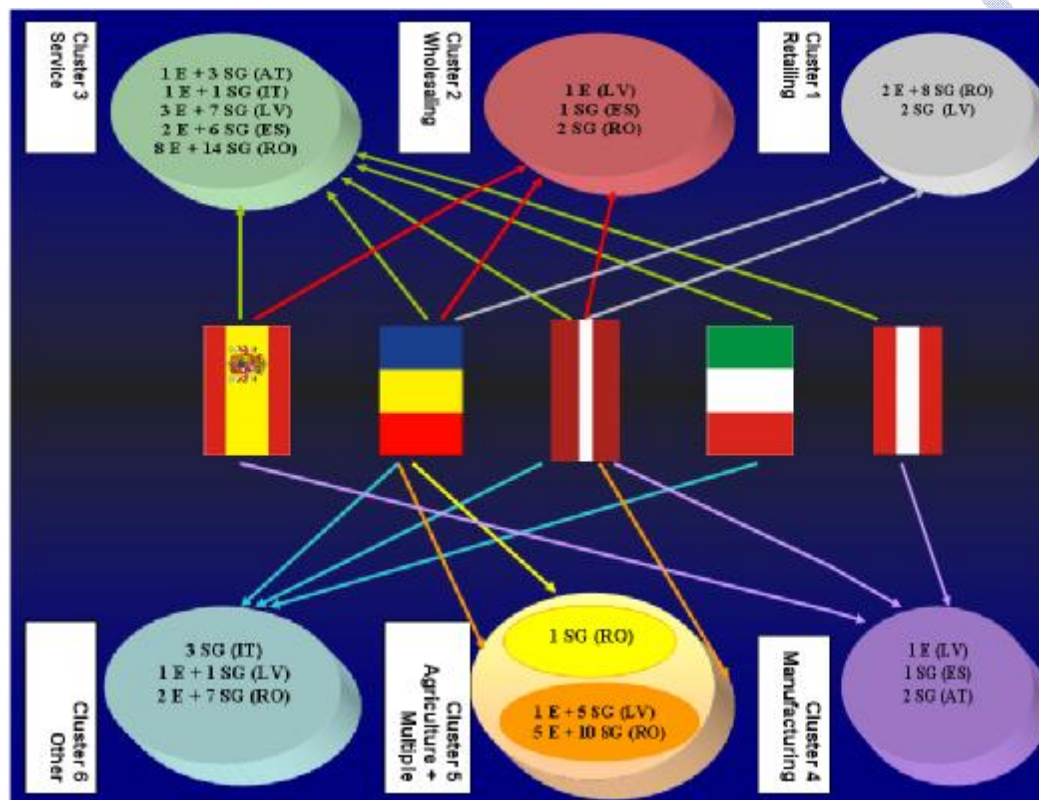 Cluster 3
Service
1 E + 3 SG (AT)
1 E + 1 SG (IT)
3 E + 7 SG (LV)
2 E + 6 SG (ES)
8 E + 14 SG (RO)
Cluster 2
Wholesaling
1 E (LV)
1 SG (ES)
2 SG (RO)
Cluster 1
Retailing
2 E + 8 SG (RO)
2 SG (LV)
Cluster 6
Other
3 SG (IT)
1 E + 1 SG (LV)
2 E + 7 SG (RO)
Cluster 5
Agriculture +
Multiple
1 SG (RO)
1 E + 5 SG (LV)
5 E + 10 SG (RO)
Cluster 4
Manufacturing
1 E (LV)
1 SG (ES)
2 SG (AT)